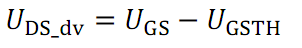 U_DS_dv = U_GS − U_GSTH